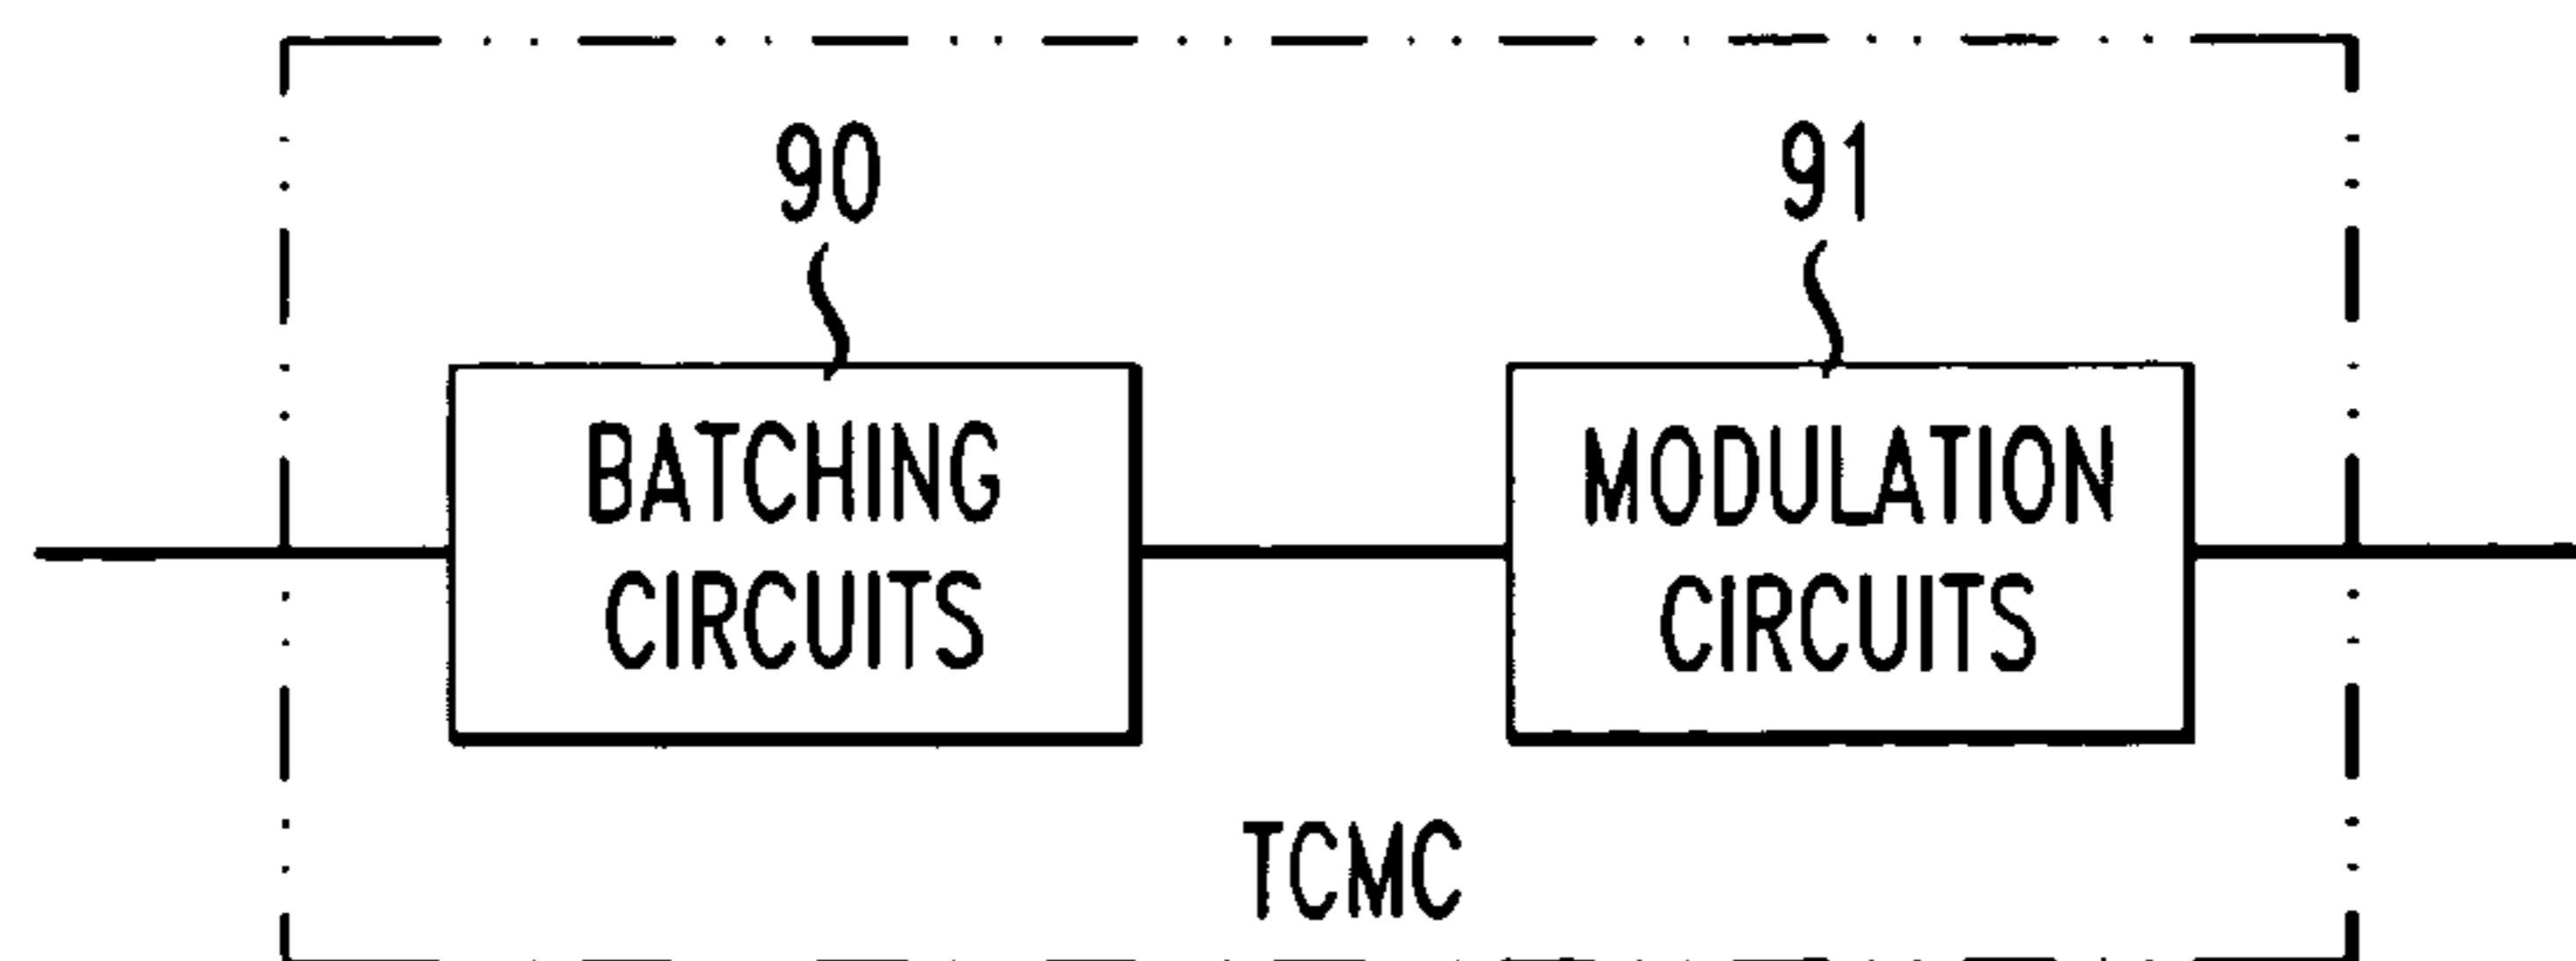 90
91
BATCHING
CIRCUITS
MODULATION
CIRCUITS
TCMC